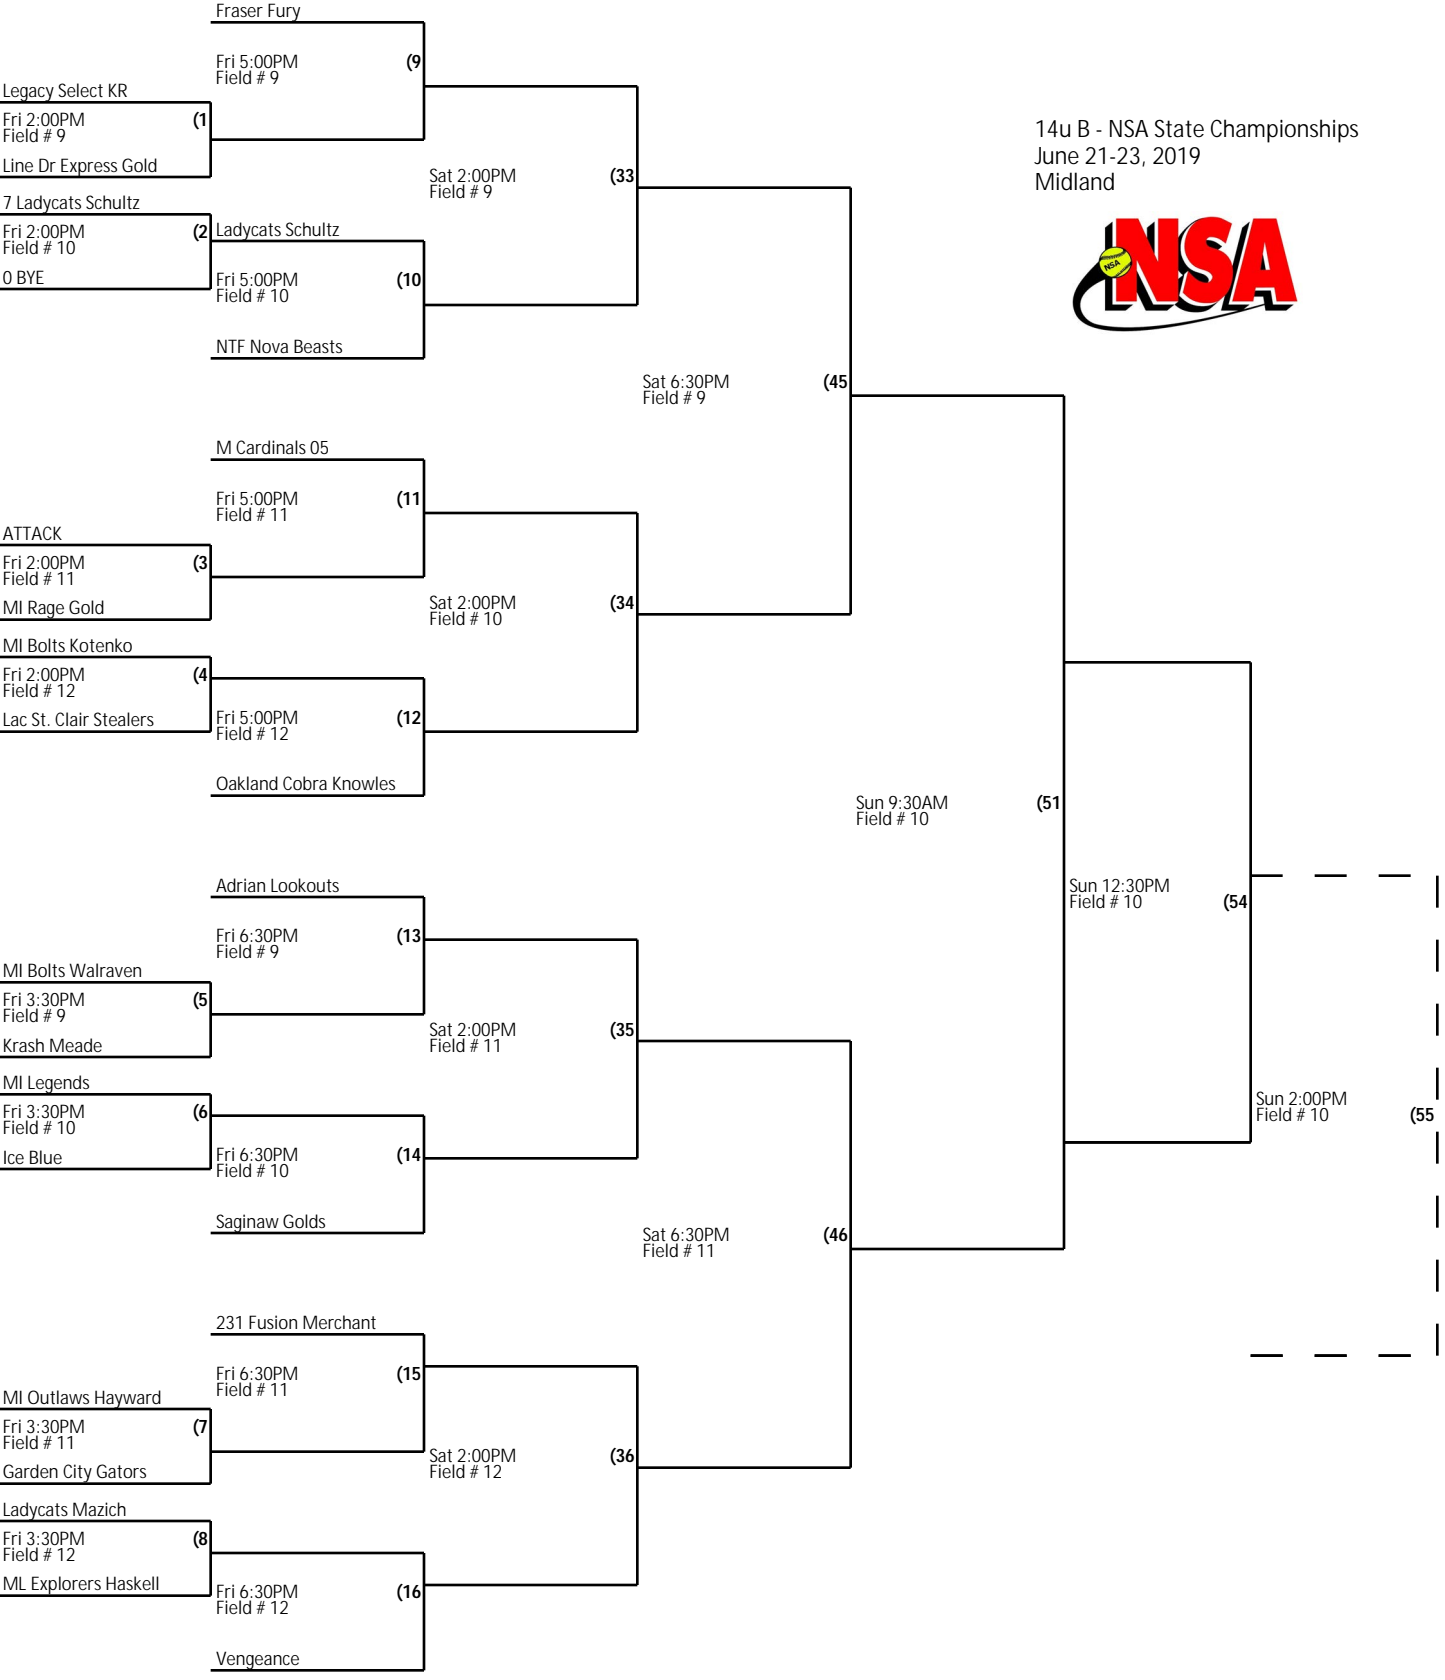 Fraser Fury
Fri 5:00PM (9
Field # 9
Legacy Select KR
Fri 2:00PM (1
Field # 9
Line Dr Express Gold
14u B - NSA State Championships
June 21-23, 2019
Midland
NSA
NSA
Sat 2:00PM (33
Field # 9
7 Ladycats Schultz
Fri 2:00PM (2
Field # 10
0 BYE
Ladycats Schultz
Fri 5:00PM (10
Field # 10
NTF Nova Beasts
Sat 6:30PM (45
Field # 9
M Cardinals 05
Fri 5:00PM (11
Field # 11
ATTACK
Fri 2:00PM (3
Field # 11
MI Rage Gold
Sat 2:00PM (34
Field # 10
MI Bolts Kotenko
Fri 2:00PM (4
Field # 12
Lac St. Clair Stealers
Fri 5:00PM (12
Field # 12
Oakland Cobra Knowles
Sun 9:30AM (51
Field # 10
Adrian Lookouts
Sun 12:30PM (54
Field # 10
Fri 6:30PM (13
Field # 9
MI Bolts Walraven
Fri 3:30PM (5
Field # 9
Krash Meade
Sat 2:00PM (35
Field # 11
MI Legends
Fri 3:30PM (6
Field # 10
Ice Blue
Sun 2:00PM (55
Field # 10
Fri 6:30PM (14
Field # 10
Saginaw Golds
Sat 6:30PM (46
Field # 11
231 Fusion Merchant
Fri 6:30PM (15
Field # 11
MI Outlaws Hayward
Fri 3:30PM (7
Field # 11
Garden City Gators
Sat 2:00PM (36
Field # 12
Ladycats Mazich
Fri 3:30PM (8
Field # 12
ML Explorers Haskell
Fri 6:30PM (16
Field # 12
Vengeance